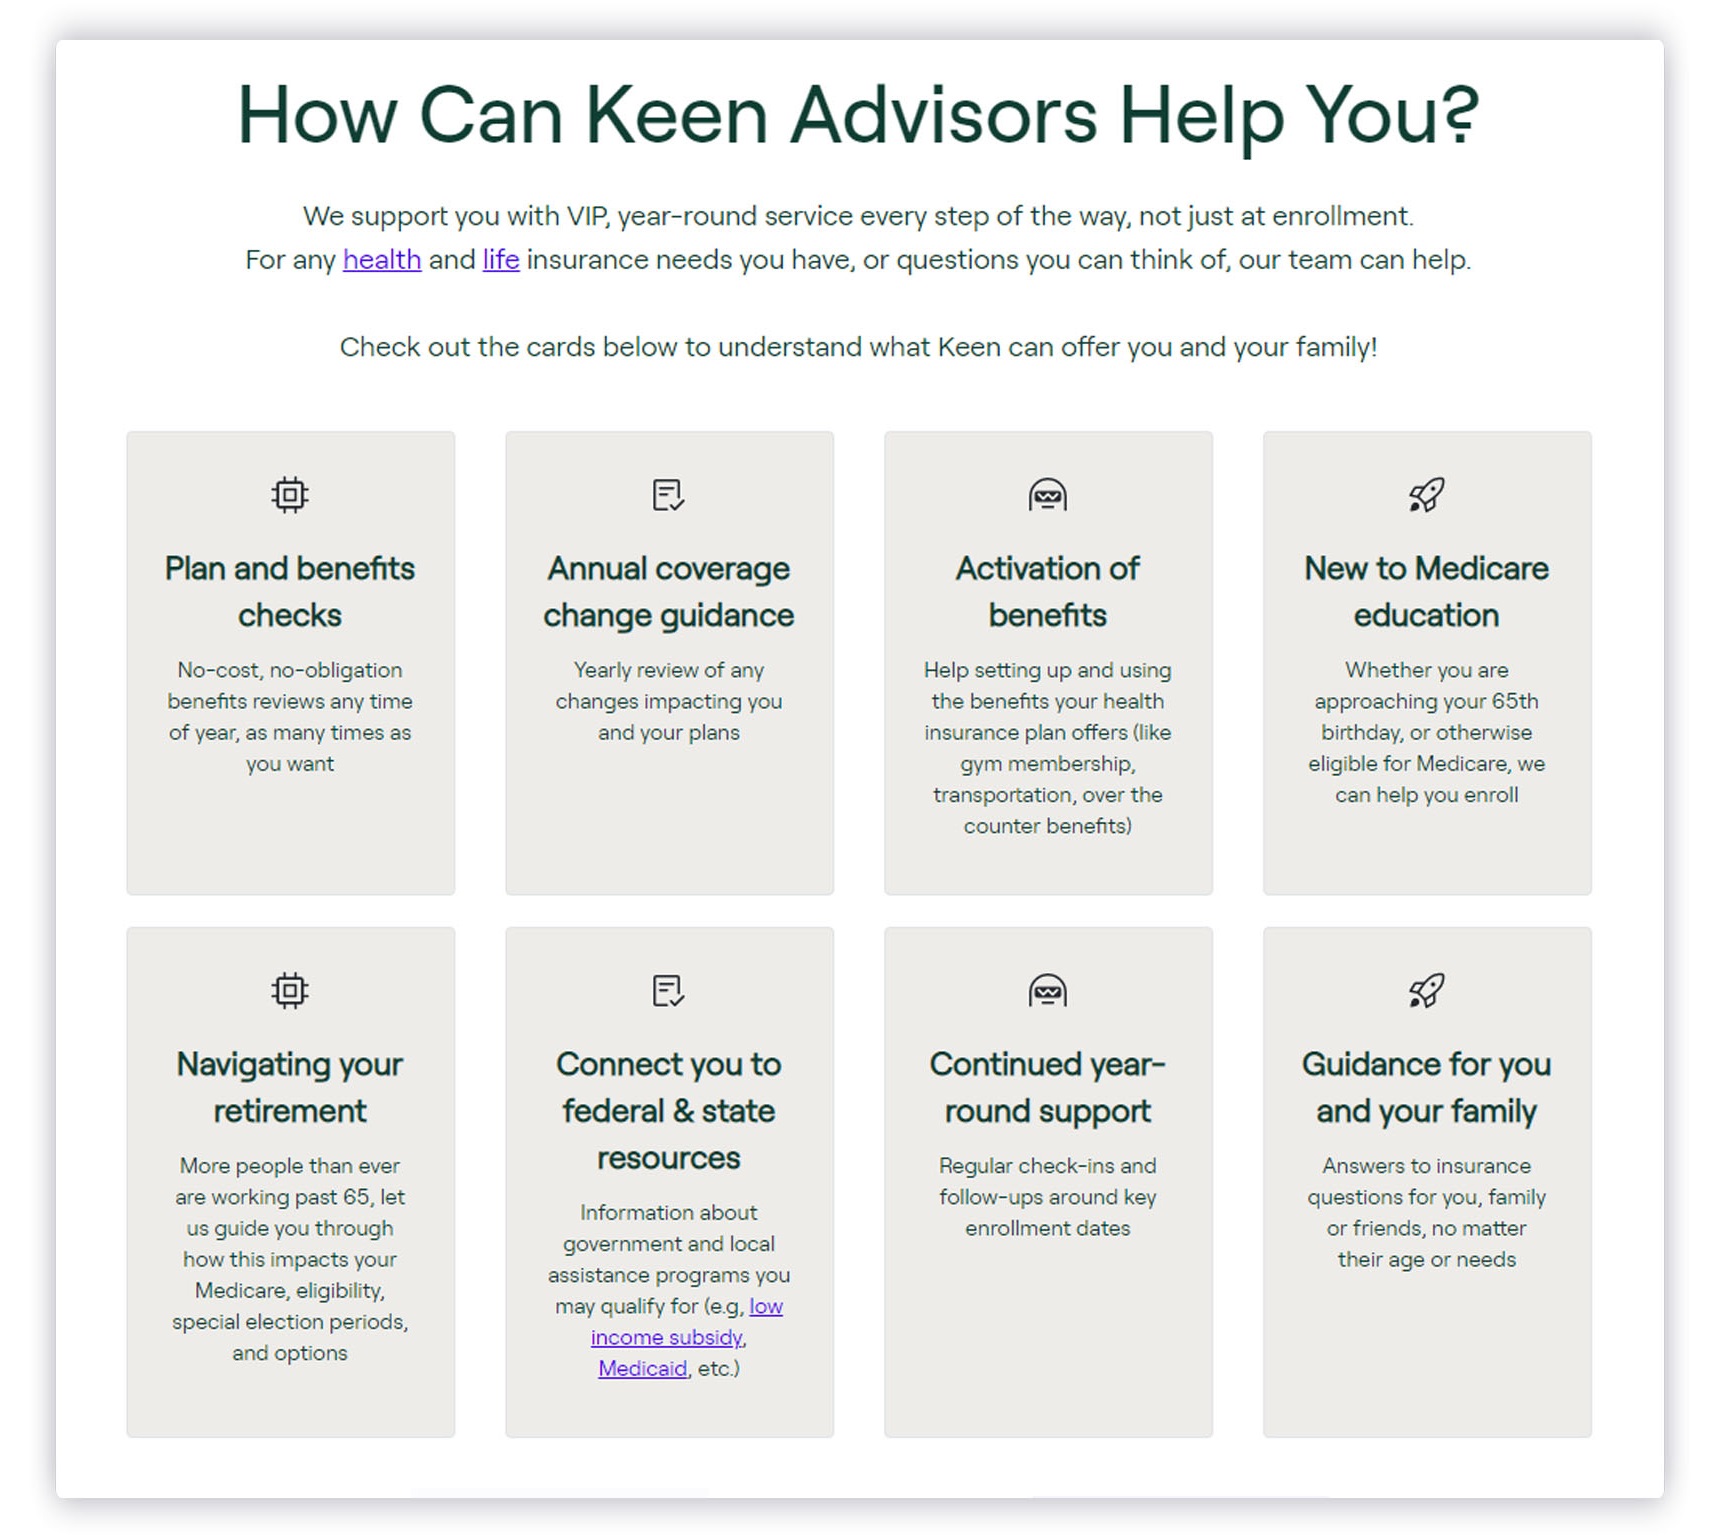 How Can Keen Advisors Help You?
We support you with VIP, year-round service every step of the way, not just at enrollment.
For any health and life insurance needs you have, or questions you can think of, our team can help.
Check out the cards below to understand what Keen can offer you and your family!
Plan and benefits
checks
No-cost, no-obligation
benefits reviews any time
of year, as many times as
you want
Annual coverage
change guidance
Yearly review of any
changes impacting you
and your plans
Activation of
benefits
Help setting up and using
the benefits your health
insurance plan offers (like
gym membership,
transportation, over the
counter benefits)
New to Medicare
education
Whether you are
approaching your 65th
birthday, or otherwise
eligible for Medicare, we
can help you enroll
Navigating your
retirement
More people than ever
are working past 65, let
us guide you through
how this impacts your
Medicare, eligibility,
special election periods,
and options
Connect you to
federal & state
resources
Information about
government and local
assistance programs you
may qualify for (e.g, low
income subsidy,
Medicaid, etc.)
Continued year-
round support
Regular check-ins and
follow-ups around key
enrollment dates
Guidance for you
and your family
Answers to insurance
questions for you, family
or friends, no matter
their age or needs